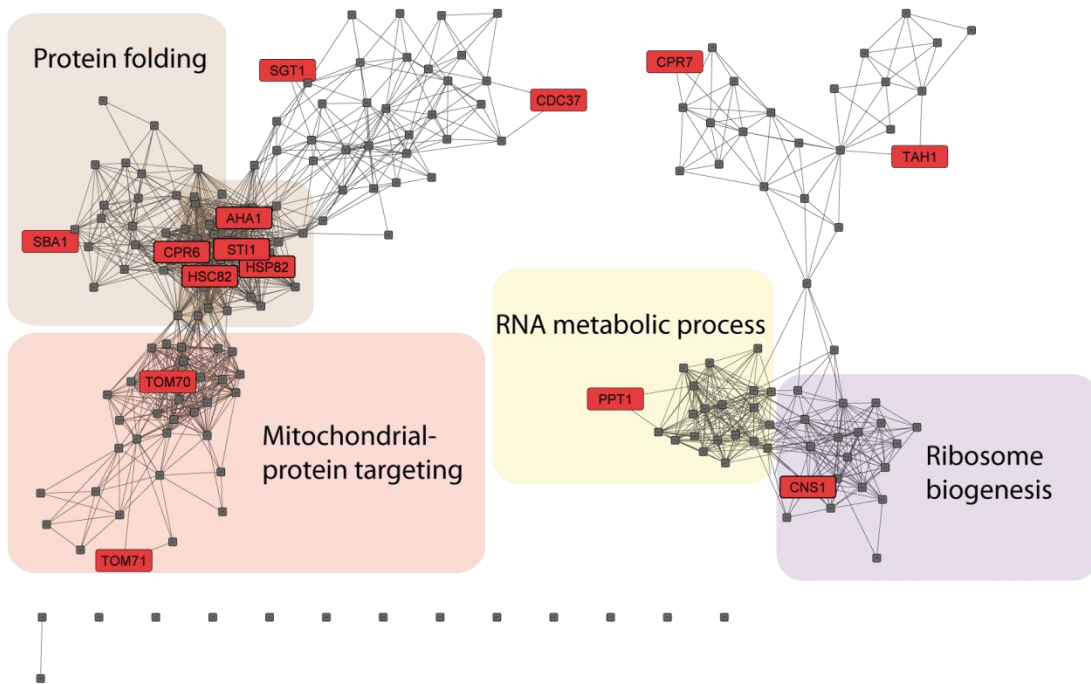 Protein folding
SGT1
CDC37
CPR7
TAH1
SBA1
AHA1
CPR6
STI1
HSP82
HSC82
RNA metabolic process
TOM70
PPT1
Mitochondrial-
protein targeting
Ribosome
biogenesis
CNS1
TOM71